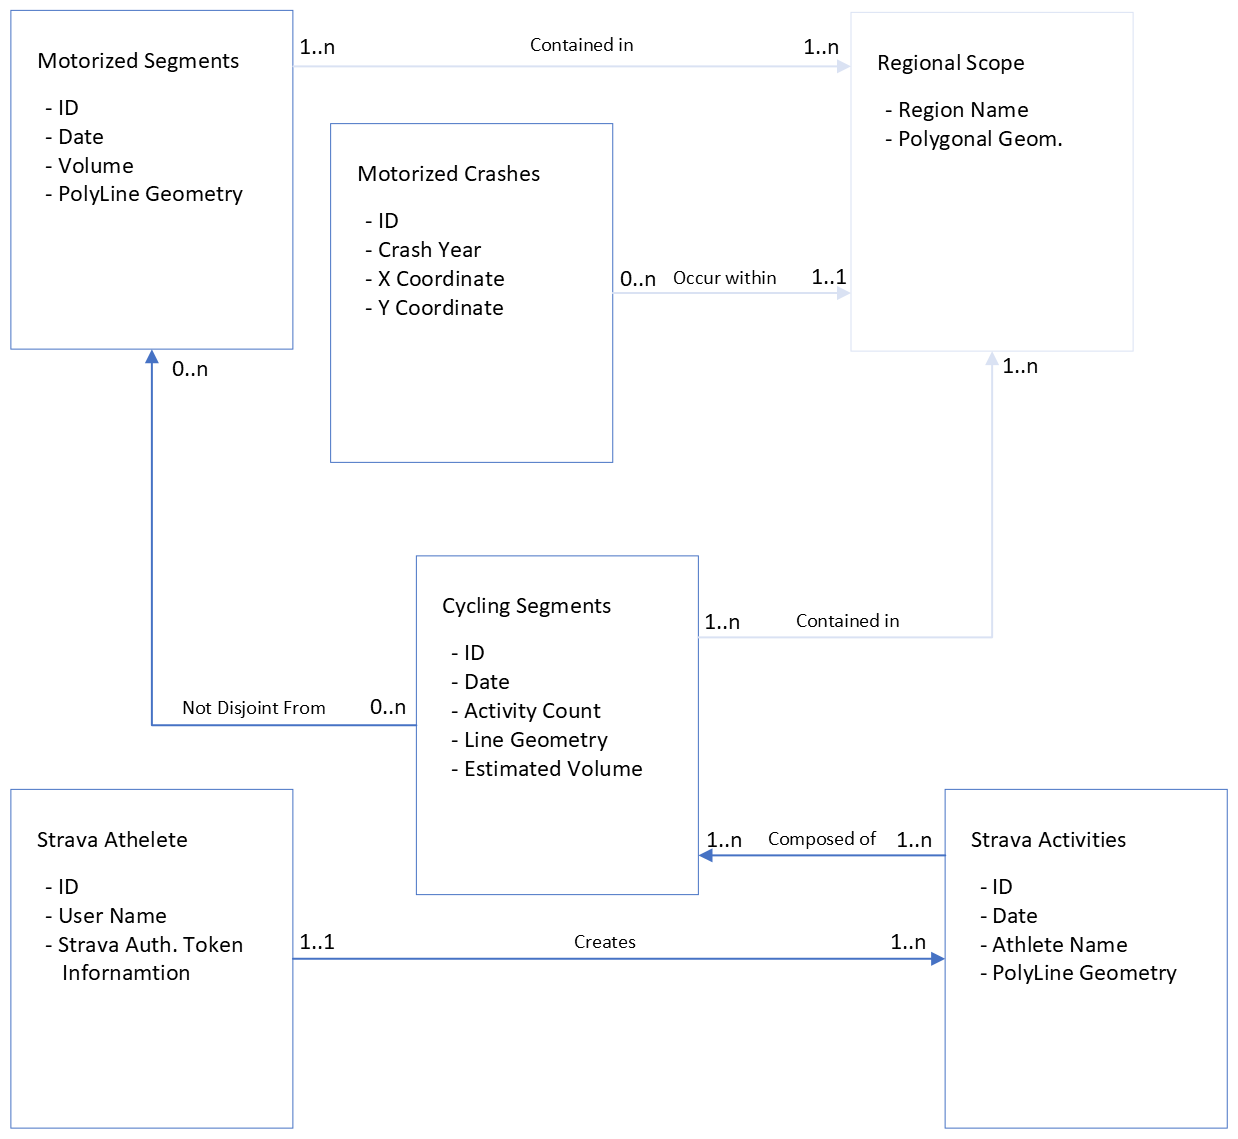 Motorized Segments
- ID
- Date
- Volume
- PolyLine Geometry
1..n
Contained in
1..n
Regional Scope
- Region Name
- Polygonal Geom.
Motorized Crashes
- ID
- Crash Year
- X Coordinate
- Y Coordinate
0..n
Occur within
1..1
0..n
1..n
Cycling Segments
- ID
- Date
- Activity Count
- Line Geometry
- Estimated Volume
1..n
Contained in
Not Disjoint From
0..n
Strava Athelete
- ID
- User Name
- Strava Auth. Token
Infornamtion
1..n
Composed of
1..n
Strava Activities
- ID
- Date
- Athlete Name
- PolyLine Geometry
1..1
Creates
1..n